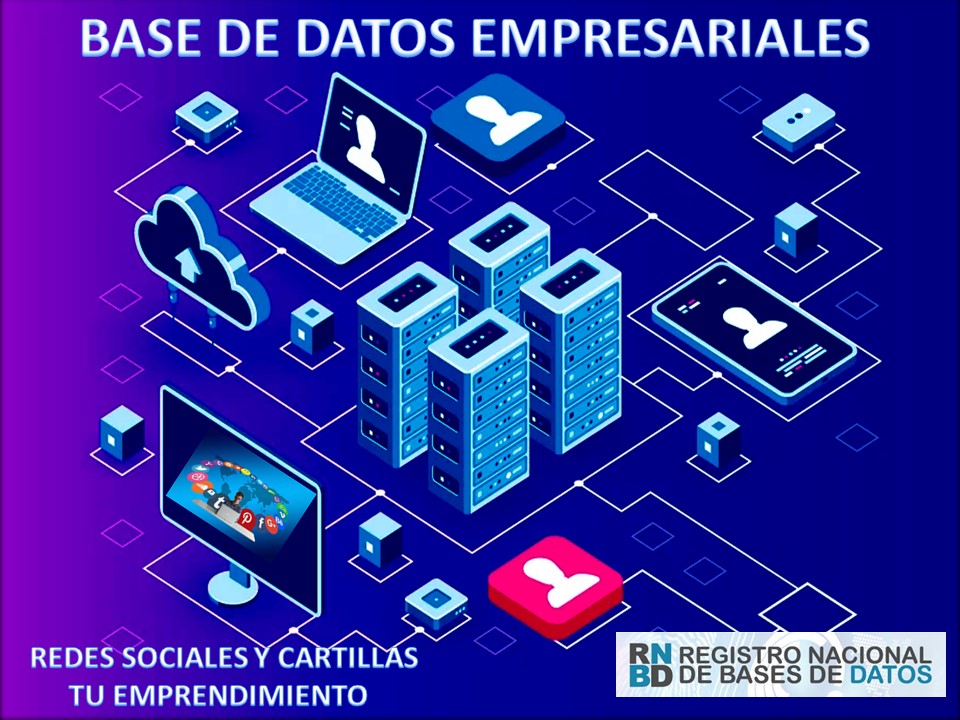 BASE DE DATOS EMPRESARIALES
REDES SOCIALES Y CARTILLAS
TU EMPRENDIMIENTO
RN
BD
REGISTRO NACIONAL
DE BASES DE DATOS